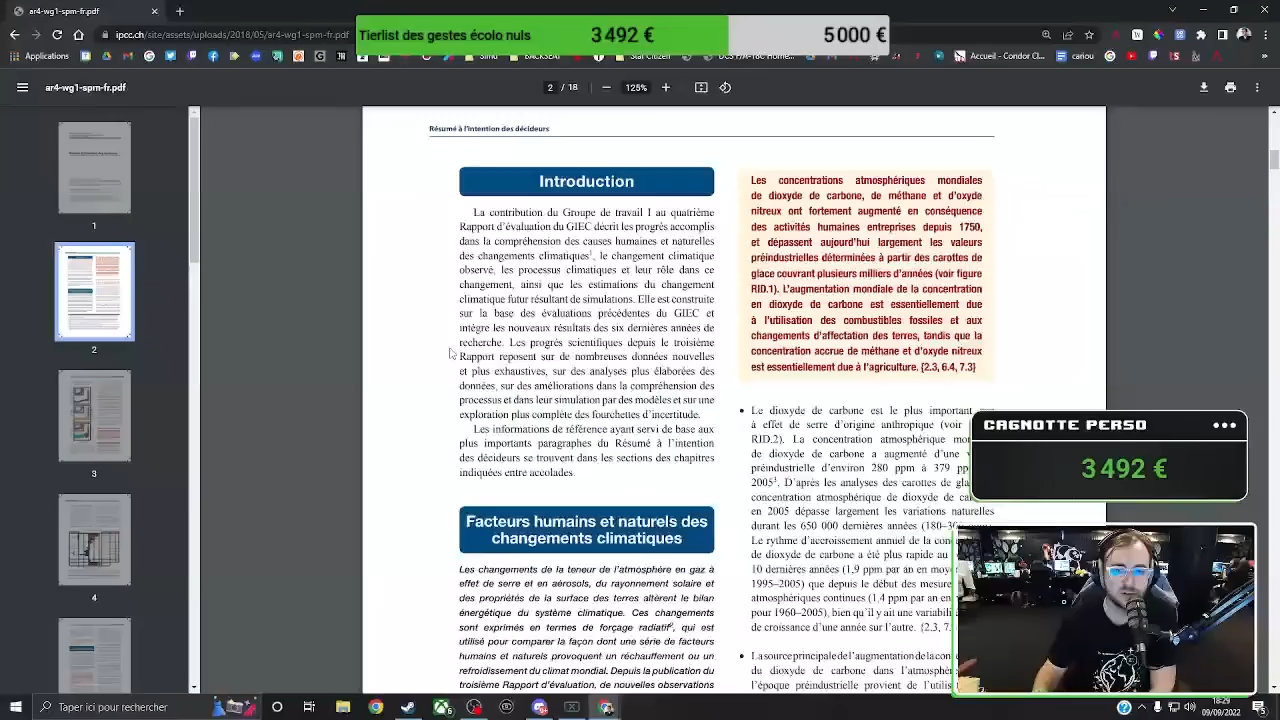 ar4-wg1-spm-fr.pdf
ipcc.ch/site/assets/uploads/2018/05/ar4-wg1-spm-fr.pdf
Tierlist des gestes écolo nuls 3 492 € 5 000 €
Applications
BACKSEAT
Accueil
Contenu
ar4-wg1-spm-fr.pdf
2 / 18
125%
1
2
3
4
Résumé à l'intention des décideurs
Introduction
La contribution du Groupe de travail I au quatrième
Rapport d'évaluation du GIEC décrit les progrès accomplis
dans la compréhension des causes humaines et naturelles
des changements climatiques¹, le changement climatique
observé, les processus climatiques et leur rôle dans ce
changement, ainsi que les estimations du changement
climatique futur résultant de simulations. Elle est construite
sur la base des évaluations précédentes du GIEC et
intègre les nouveaux résultats des six dernières années de
recherche. Les progrès scientifiques depuis le troisième
Rapport reposent sur de nombreuses données nouvelles
et plus exhaustives, sur des analyses plus élaborées des
données, sur des améliorations dans la compréhension des
processus et dans leur simulation par des modèles et sur une
exploration plus complète des fourchettes d'incertitude.
Les informations de référence ayant servi de base aux
plus importants paragraphes du Résumé à l'intention
des décideurs se trouvent dans les sections des chapitres
indiquées entre accolades.
Facteurs humains et naturels des
changements climatiques
Les changements de la teneur de l'atmosphère en gaz à
effet de serre et en aérosols, du rayonnement solaire et
des propriétés de la surface des terres altèrent le bilan
énergétique du système climatique. Ces changements
sont exprimés en termes de forçage radiatif², qui est
utilisé pour comparer la façon dont une série de facteurs
humains et naturels provoquent un réchauffement ou un
refroidissement du climat mondial. Depuis la publication du
troisième Rapport d'évaluation, de nouvelles observations
Les concentrations atmosphériques mondiales
de dioxyde de carbone, de méthane et d'oxyde
nitreux ont fortement augmenté en conséquence
des activités humaines entreprises depuis 1750,
et dépassent aujourd'hui largement les valeurs
préindustrielles déterminées à partir des carottes de
glace couvrant plusieurs milliers d'années (voir figure
RID.1). L'augmentation mondiale de la concentration
en dioxyde de carbone est essentiellement due
à l'utilisation des combustibles fossiles et aux
changements d'affectation des terres, tandis que la
concentration accrue de méthane et d'oxyde nitreux
est essentiellement due à l'agriculture. {2.3, 6.4, 7.3}
• Le dioxyde de carbone est le plus important
à effet de serre d'origine anthropique (voir
RID.2). La concentration atmosphérique
de dioxyde de carbone a augmenté d'une
préindustrielle d'environ 280 ppm à 379
2005³. D'après les analyses des carottes de
concentration atmosphérique de dioxyde de
en 2005 dépasse largement les variations naturelles
durant les 650 000 dernières années
Le rythme d'accroissement annuel de la
de dioxyde de carbone a été plus rapide au
10 dernières années (1,9 ppm par an en
1995–2005) que depuis le début des
atmosphériques continues (1,4 ppm par an
pour 1960–2005), bien qu'il y ait une
de croissance d'une année sur l'autre. {2.3,
• La source principale de l'augmentation de la
du dioxyde de carbone dans
l'époque préindustrielle provient de
CAGNOTTE PERSO
3 492 €
Taper ici pour rechercher
16:29
09/09/2022